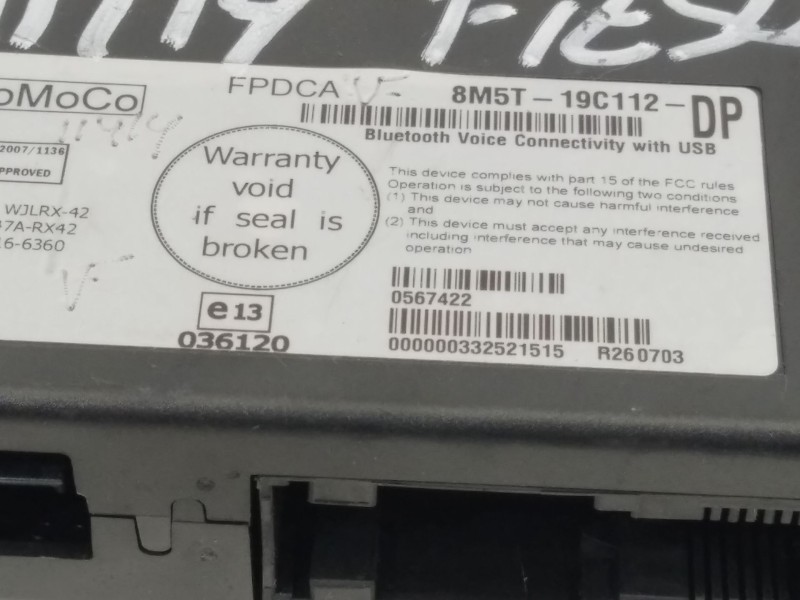 FPDCA
8M5T-19C112-DP
oMoCo
Bluetooth Voice Connectivity with USB
2007/1136
PPROVED
WJLRX-42
7A-RX42
16-6360
Warranty
void
if seal is
broken
This device complies with part 15 of the FCC rules
Operation is subject to the following two conditions
(1) This device may not cause harmful interference
and
(2) This device must accept any interference received
including interference that may cause undesired
operation
0567422
e13
036120
000000332521515 R260703